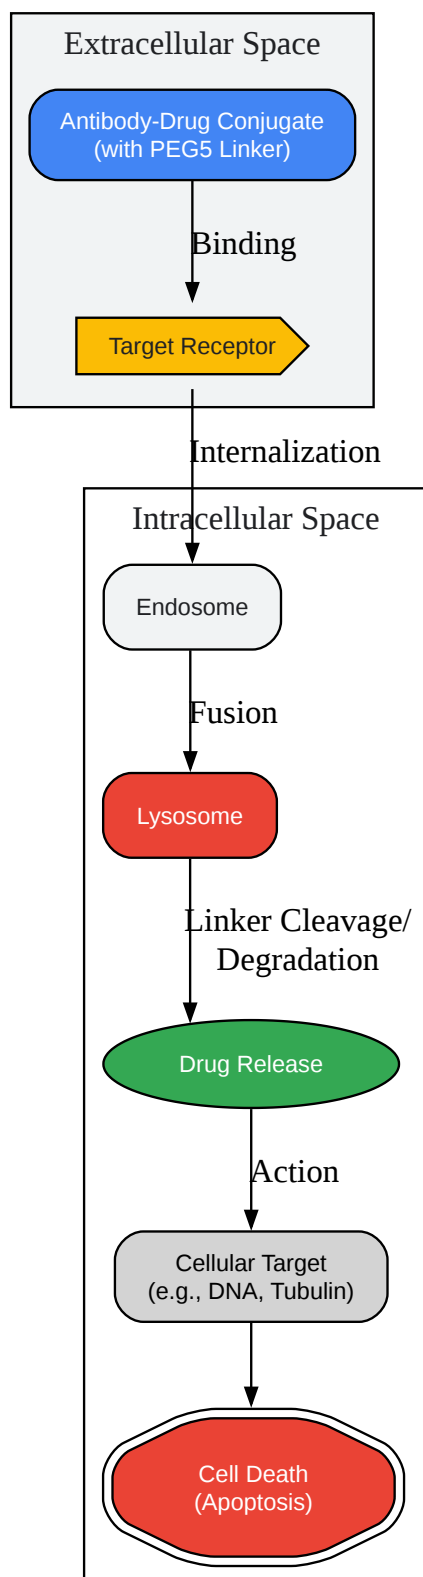 Extracellular Space
Antibody-Drug Conjugate
(with PEG5 Linker)
Binding
Target Receptor
Internalization
Intracellular Space
Endosome
Fusion
Lysosome
Linker Cleavage/
Degradation
Drug Release
Action
Cellular Target
(e.g., DNA, Tubulin)
Cell Death
(Apoptosis)